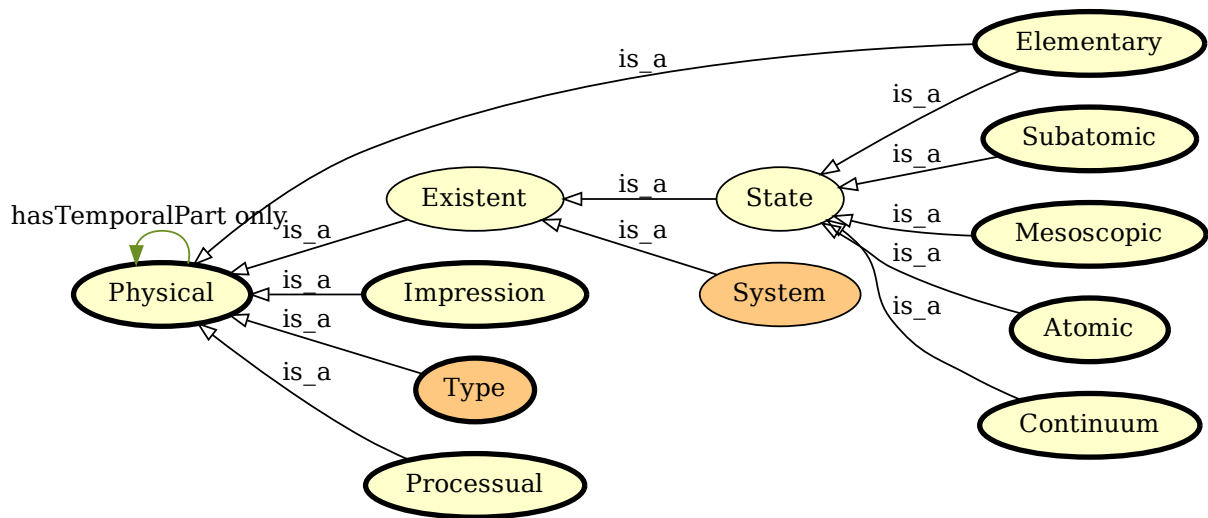 Elementary
is_a
is_a
Subatomic
is_a
Existent
is_a
State
hasTemporalPart only
is_a
is_a
is_a
Mesoscopic
is_a
Physical
is_a
Impression
System
is_a
is_a
Atomic
Type
is_a
Continuum
Processual